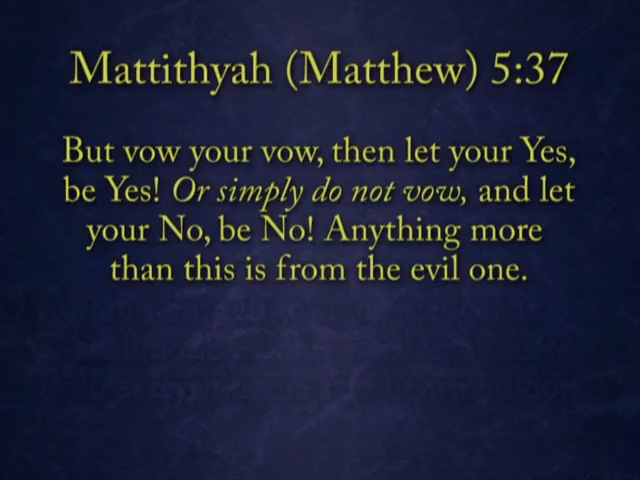 Mattithyah (Matthew) 5:37
But vow your vow, then let your Yes,
be Yes! Or simply do not vow, and let
your No, be No! Anything more
than this is from the evil one.